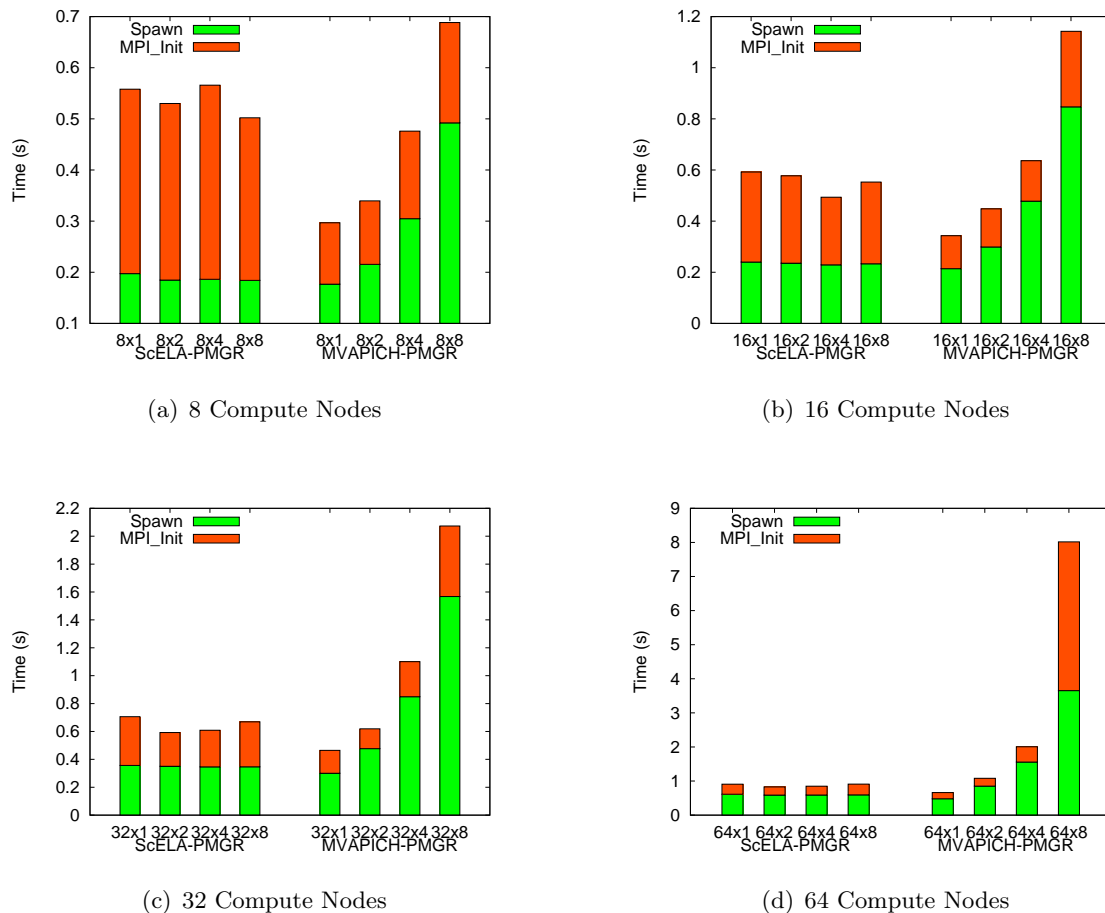 0.7
0.6
0.5
0.4
0.3
0.2
0.1
Time (s)
Spawn
MPI_Init
8x1 8x2 8x4 8x8 8x1 8x2 8x4 8x8
ScELA-PMGR MVAPICH-PMGR
(a) 8 Compute Nodes
1.2
1
0.8
0.6
0.4
0.2
0
Time (s)
Spawn
MPI_Init
16x1 16x2 16x4 16x8 16x1 16x2 16x4 16x8
ScELA-PMGR MVAPICH-PMGR
(b) 16 Compute Nodes
2.2
2
1.8
1.6
1.4
1.2
1
0.8
0.6
0.4
0.2
0
Time (s)
Spawn
MPI_Init
32x1 32x2 32x4 32x8 32x1 32x2 32x4 32x8
ScELA-PMGR MVAPICH-PMGR
(c) 32 Compute Nodes
9
8
7
6
5
4
3
2
1
0
Time (s)
Spawn
MPI_Init
64x1 64x2 64x4 64x8 64x1 64x2 64x4 64x8
ScELA-PMGR MVAPICH-PMGR
(d) 64 Compute Nodes